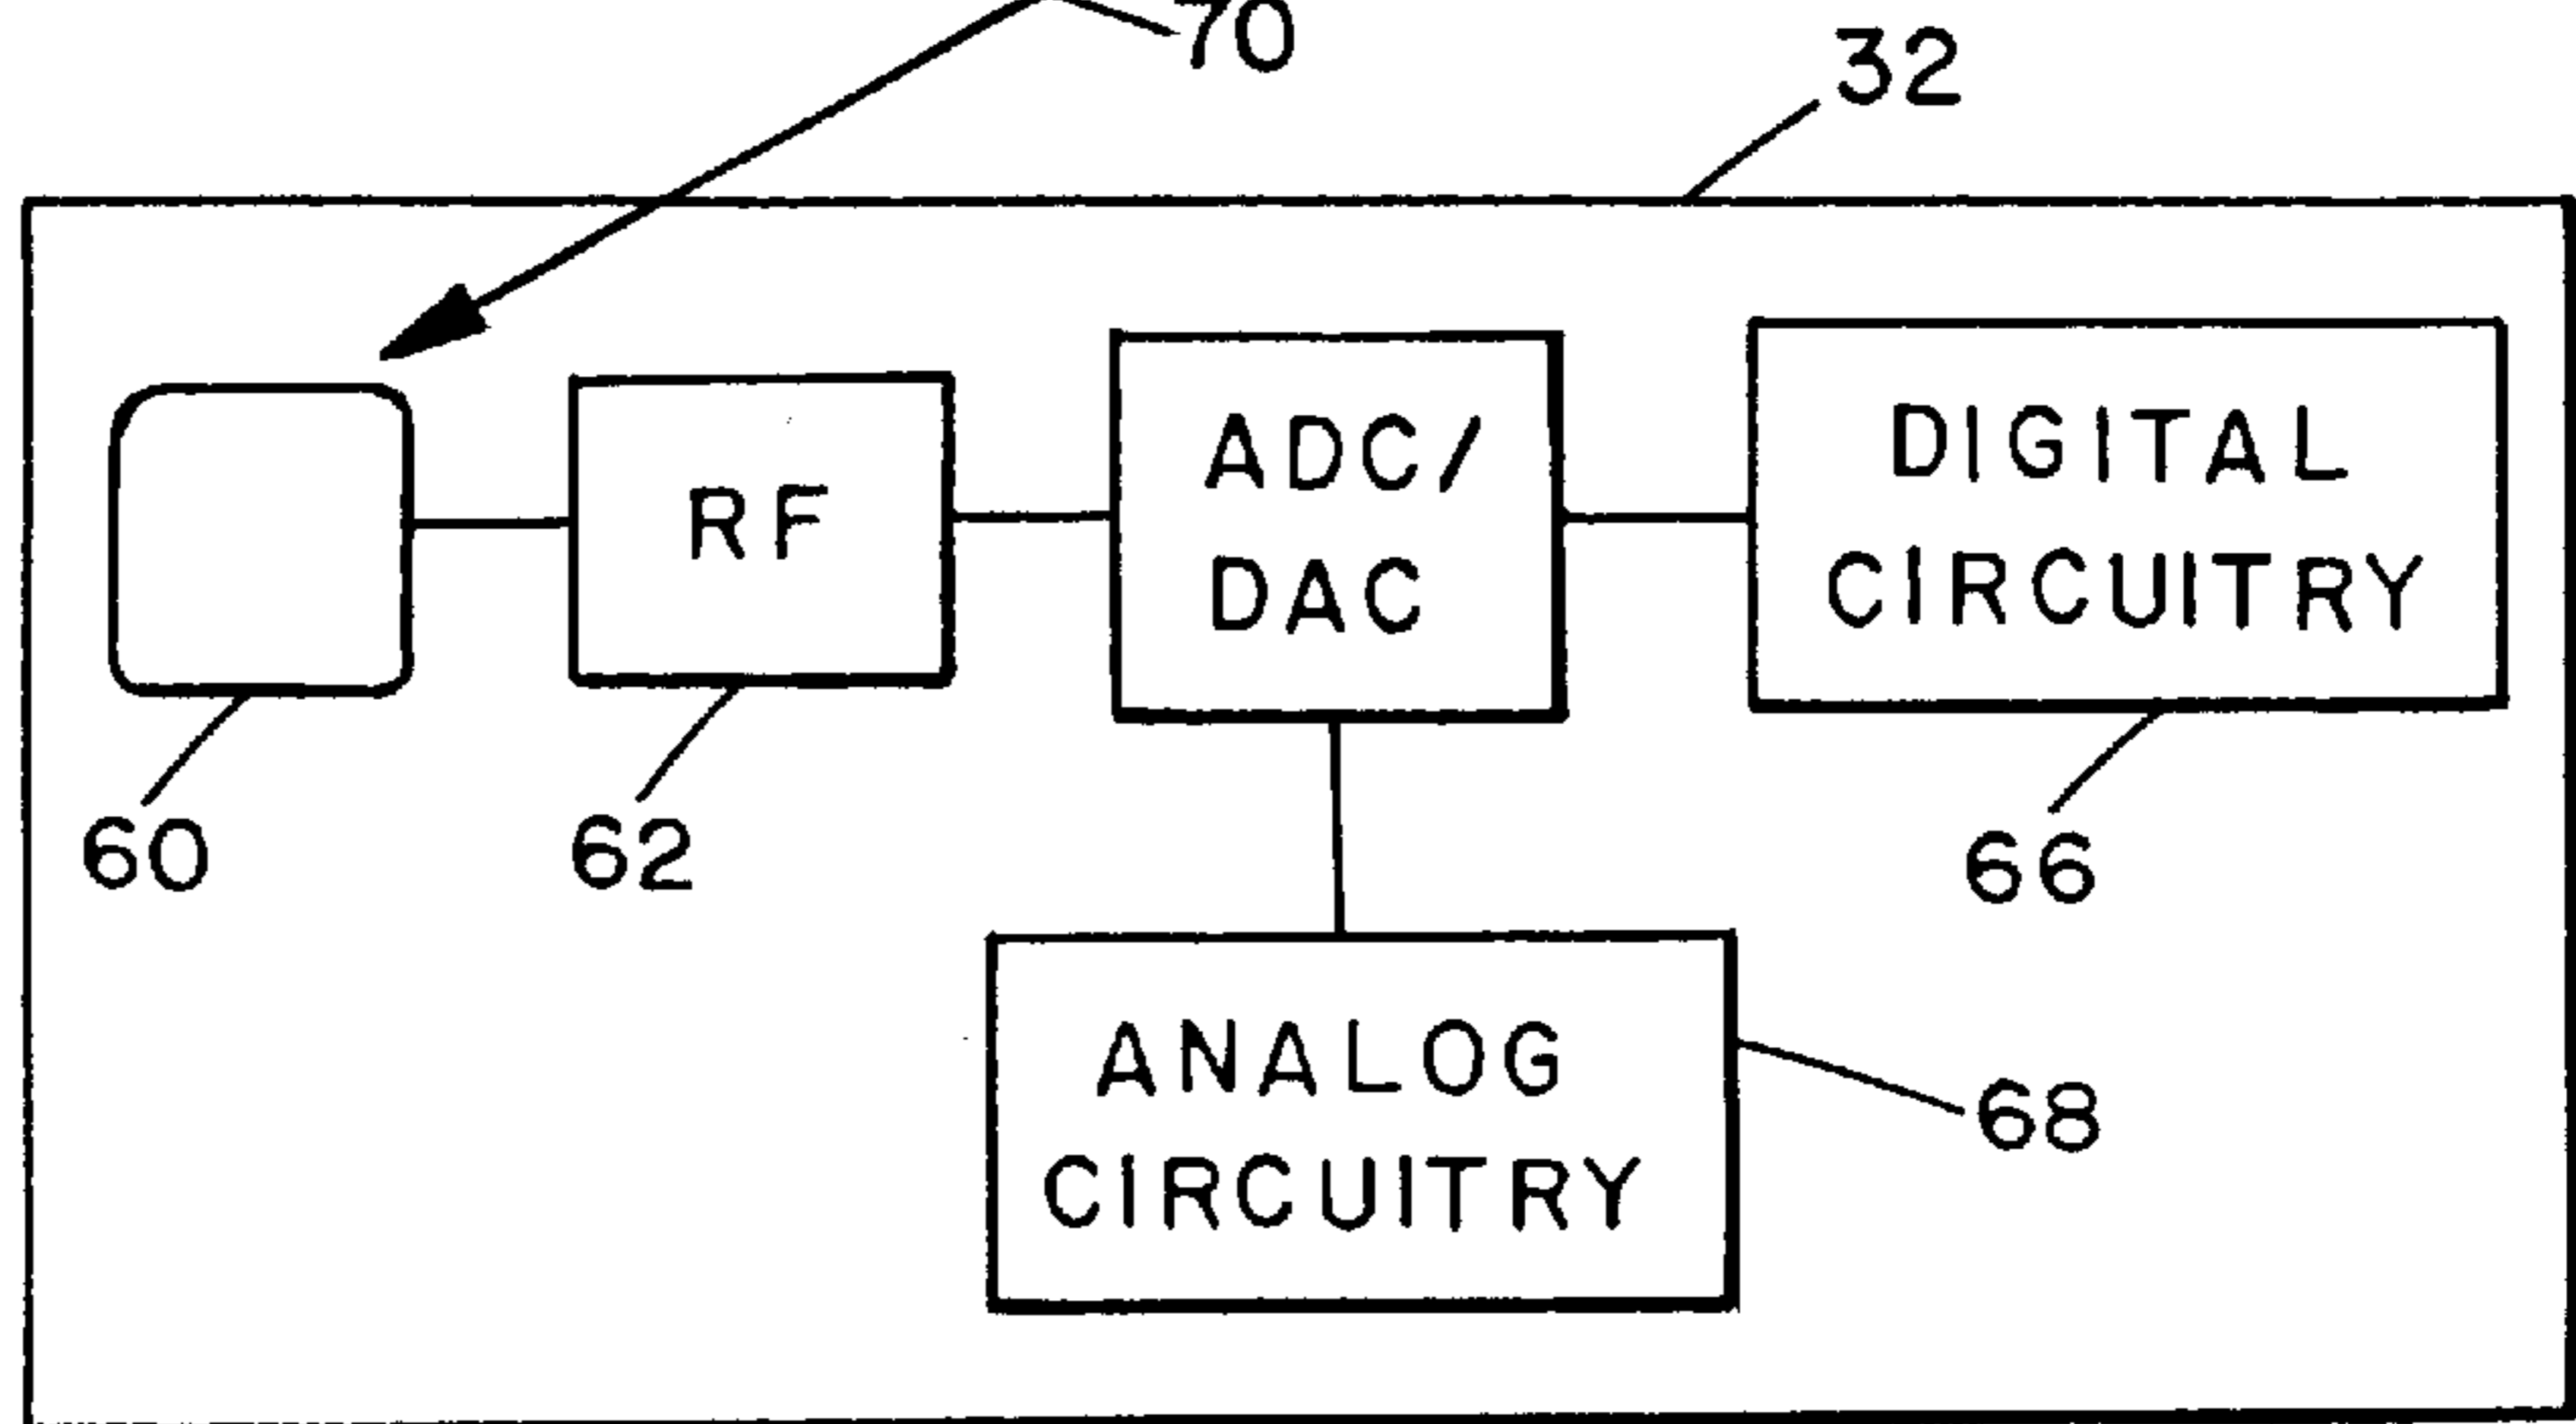 70
32
RF
ADC/
DAC
DIGITAL
CIRCUITRY
60
62
66
ANALOG
CIRCUITRY
68